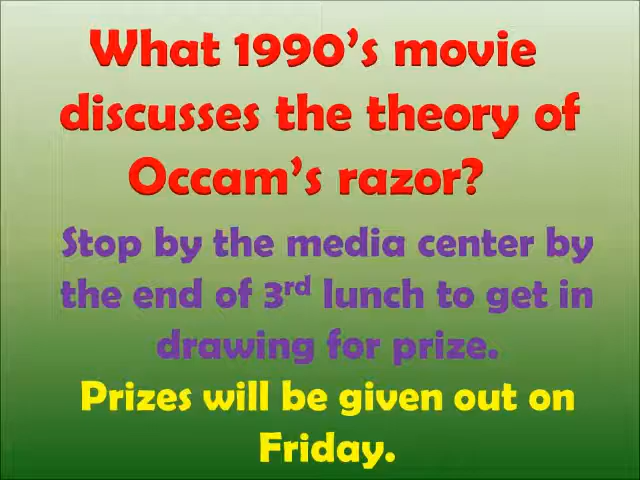 What 1990’s movie
discusses the theory of
Occam’s razor?
Stop by the media center by
the end of 3rd lunch to get in
drawing for prize.
Prizes will be given out on
Friday.